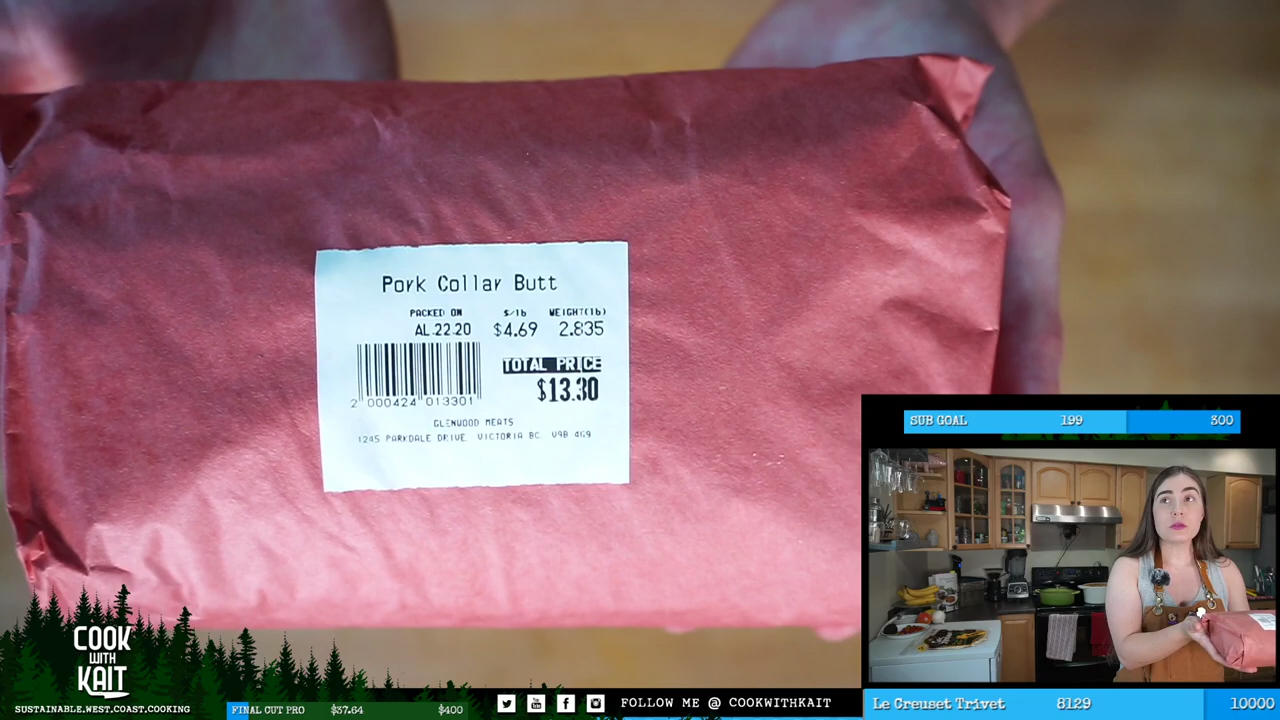 Pork Collar Butt
PACKED ON $/lb WEIGHT(lb)
AL.22.20 $4.69 2.835
TOTAL PRICE
$13.30
2 000424 013301
GLENWOOD MEATS
1245 PARKDALE DRIVE, VICTORIA BC. V9B 4G9
SUB GOAL 199 300
COOK
WITH
KAIT
SUSTAINABLE.WEST.COAST.COOKING
FINAL CUT PRO $37.64 $400
FOLLOW ME @ COOKWITHKAIT
Le Creuset Trivet 8129 10000